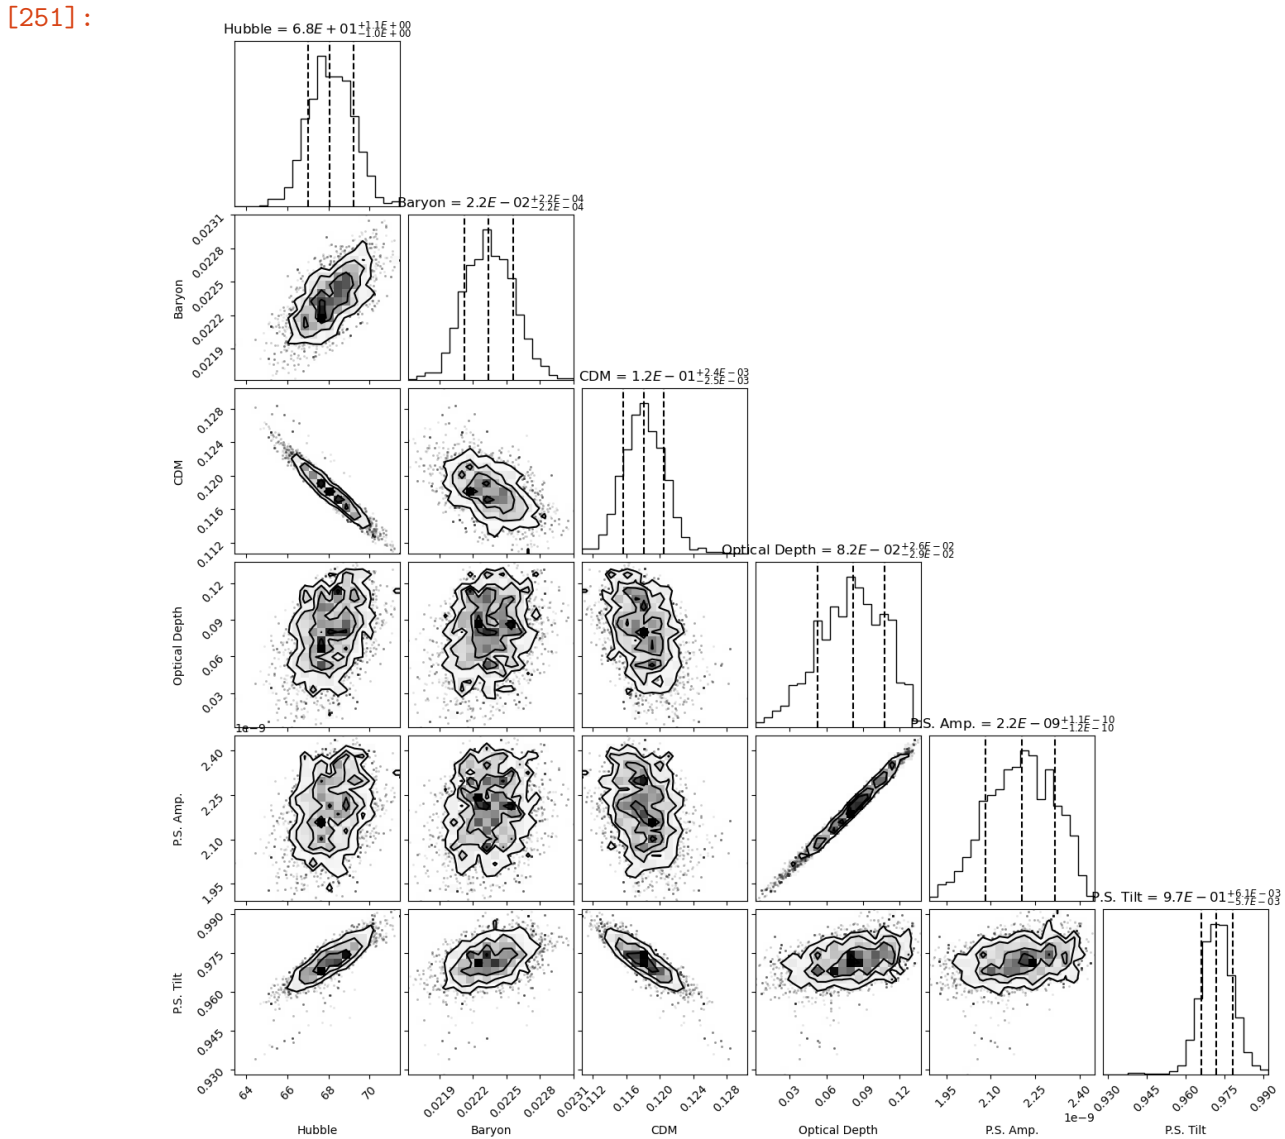 [251]:
Hubble = 6.8E + 01 +1.1E+00 −1.0E+00
Baryon = 2.2E − 02 +2.2E−04 −2.2E−04
CDM = 1.2E − 01 +2.4E−03 −2.5E−03
Optical Depth = 8.2E − 02 +2.6E−02 −2.9E−02
P.S. Amp. = 2.2E − 09 +1.1E−10 −1.2E−10
P.S. Tilt = 9.7E − 01 +6.1E−03 −5.7E−03
Baryon
0.0231
0.0228
0.0225
0.0222
0.0219
CDM
0.128
0.124
0.120
0.116
0.112
Optical Depth
0.12
0.09
0.06
0.03
1e−9
P.S. Amp.
2.40
2.25
2.10
1.95
P.S. Tilt
0.990
0.975
0.960
0.945
0.930
64 66 68 70
0.0219 0.0222 0.0225 0.0228 0.0231
0.112 0.116 0.120 0.124 0.128
0.03 0.06 0.09 0.12
1.95 2.10 2.25 2.40
1e−9
0.930 0.945 0.960 0.975 0.990
Hubble
Baryon
CDM
Optical Depth
P.S. Amp.
P.S. Tilt